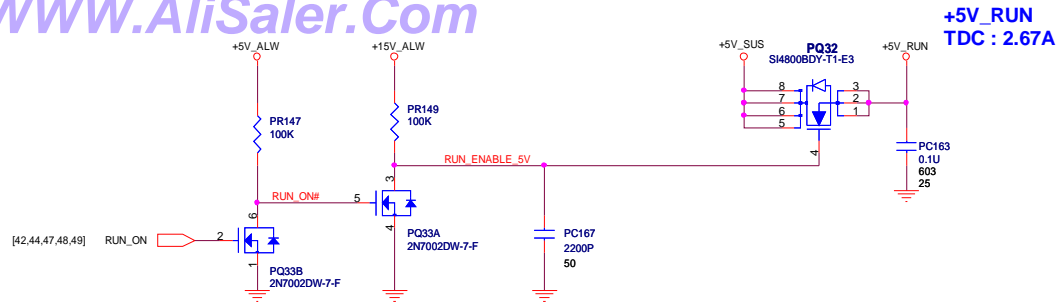 WWW.AliSaler.Com
+5V_RUN
TDC : 2.67A
+5V_ALW
+15V_ALW
+5V_SUS
PQ32
SI4800BDY-T1-E3
+5V_RUN
8
7
6
5
3
2
1
4
PR147
100K
PR149
100K
RUN_ENABLE_5V
PC163
0.1U
603
25
RUN_ON#
5
3
4
PQ33A
2N7002DW-7-F
PC167
2200P
50
[42,44,47,48,49]
RUN_ON
2
6
1
PQ33B
2N7002DW-7-F